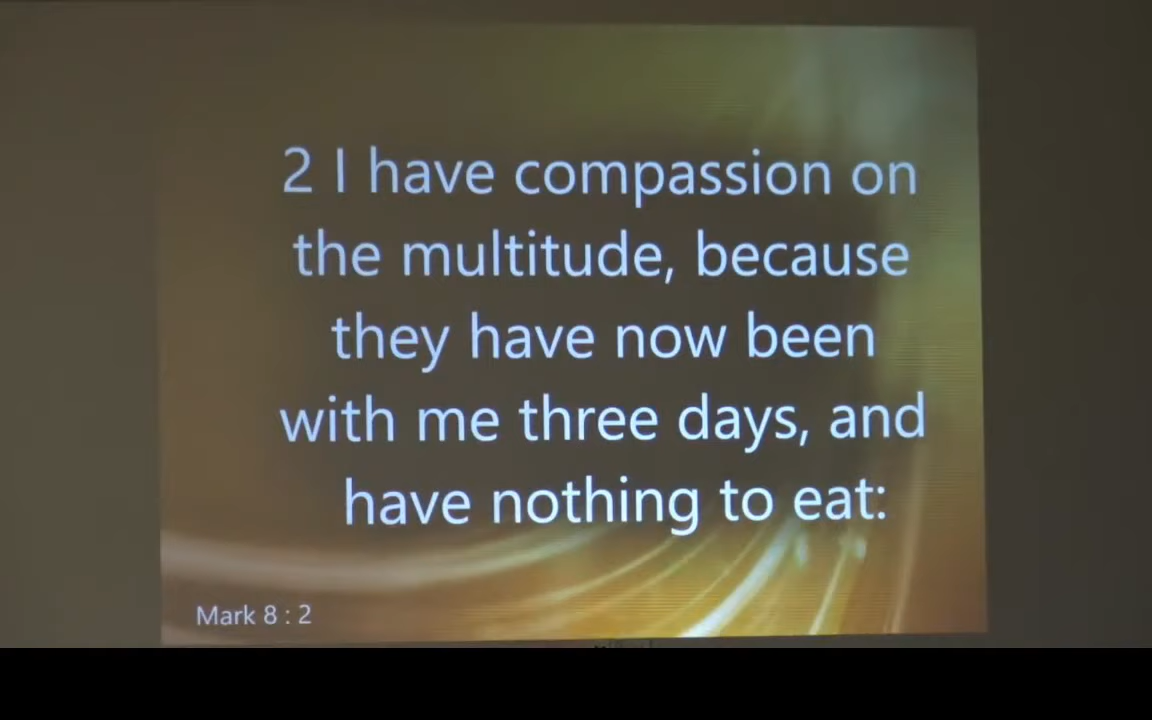 2 I have compassion on
the multitude, because
they have now been
with me three days, and
have nothing to eat:
Mark 8 : 2